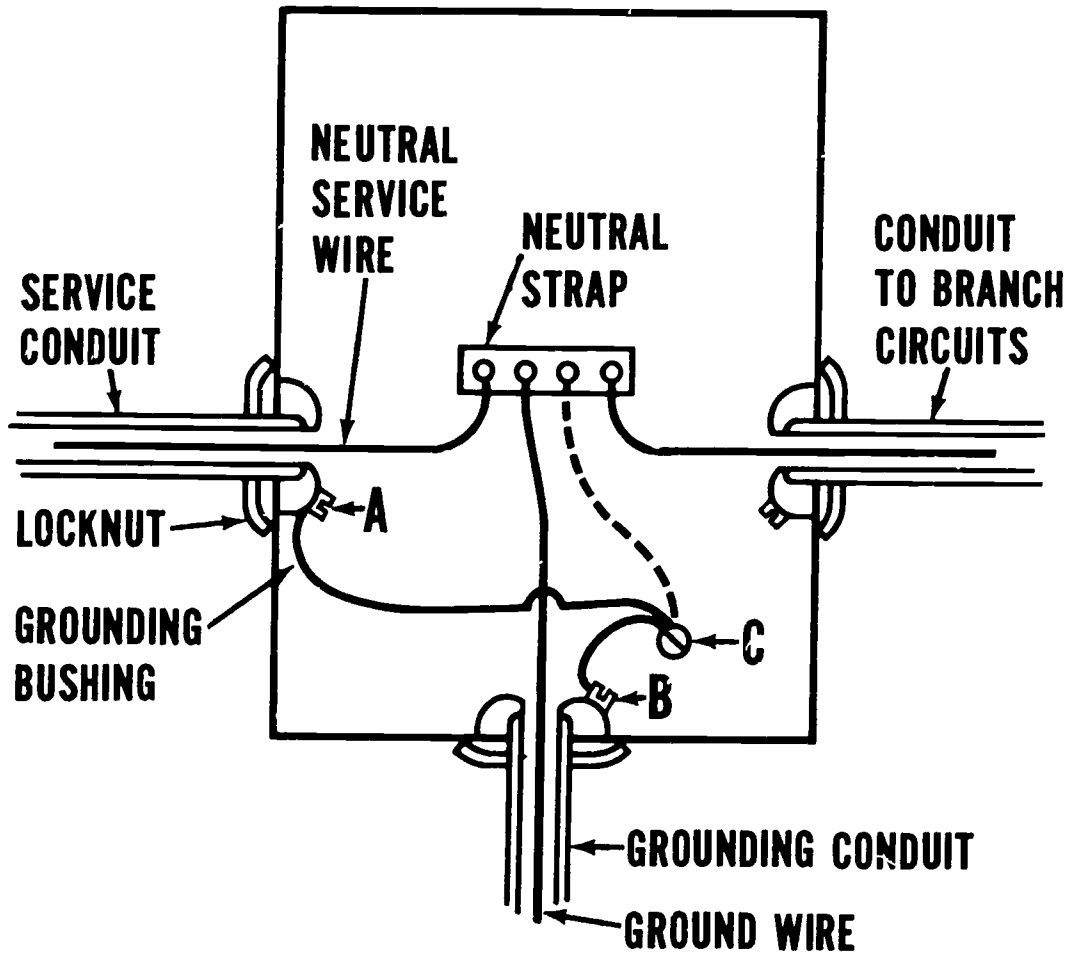 NEUTRAL
SERVICE
WIRE
NEUTRAL
STRAP
CONDUIT
TO BRANCH
CIRCUITS
SERVICE
CONDUIT
LOCKNUT
A
GROUNDING
BUSHING
C
B
GROUNDING CONDUIT
GROUND WIRE